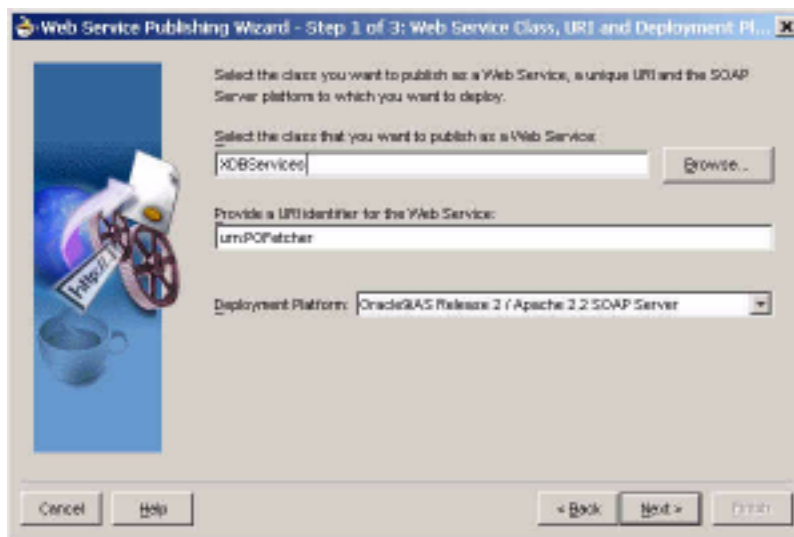 Web Service Publishing Wizard - Step 1 of 3: Web Service Class, URI and Deployment Pl...
Select the class you want to publish as a Web Service, a unique URI and the SOAP
Server platform to which you want to deploy.
Select the class that you want to publish as a Web Service:
XDBServices
Browse...
Provide a URI identifier for the Web Service:
urn:POFetcher
Deployment Platform: Oracle9iAS Release 2 / Apache 2.2 SOAP Server
http://
Cancel
Help
< Back
Next >
Finish